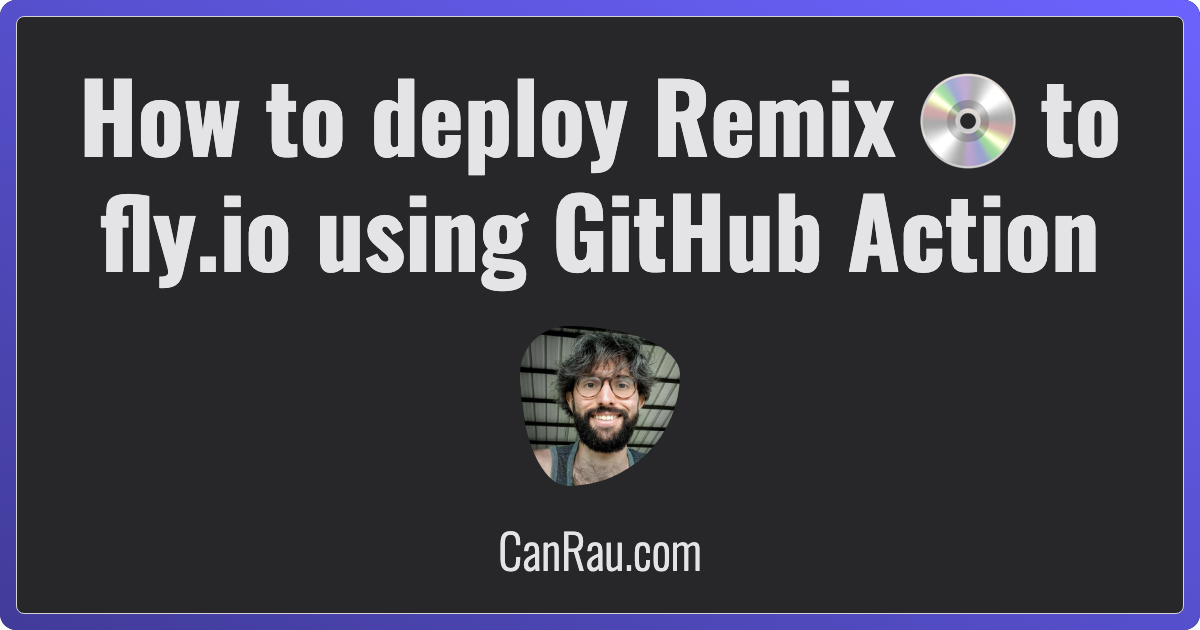 How to deploy Remix 💿 to
fly.io using GitHub Action
CanRau.com